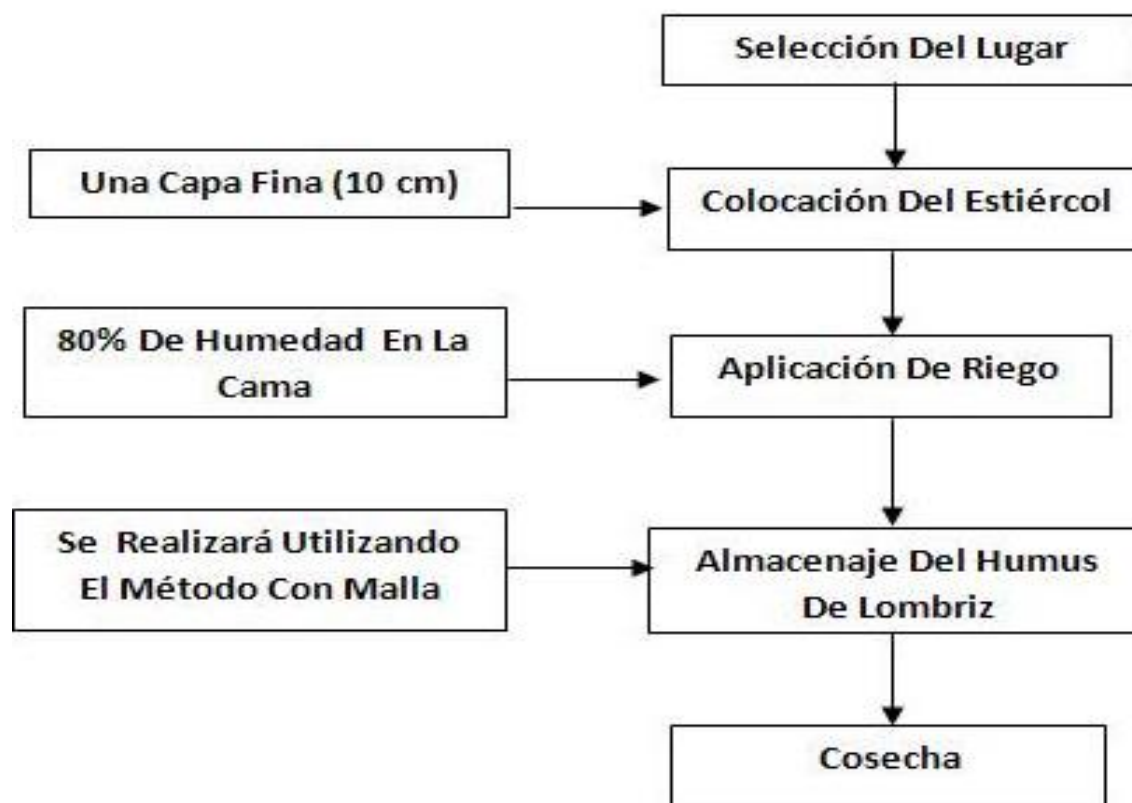 Selección Del Lugar
Una Capa Fina (10 cm)
Colocación Del Estiércol
80% De Humedad En La
Cama
Aplicación De Riego
Se Realizará Utilizando
El Método Con Malla
Almacenaje Del Humus
De Lombriz
Cosecha